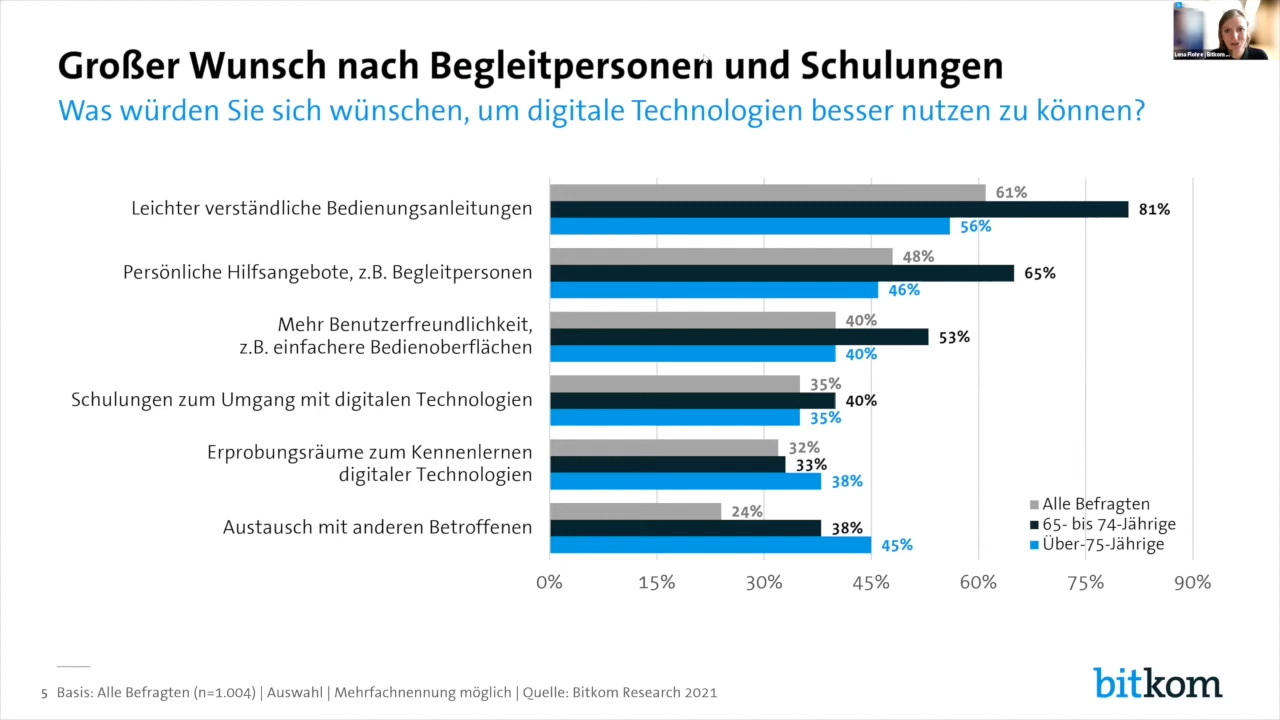 Großer Wunsch nach Begleitpersonen und Schulungen
Was würden Sie sich wünschen, um digitale Technologien besser nutzen zu können?
Lena Flohre | Bitkom ...
Leichter verständliche Bedienungsanleitungen
61%
81%
56%
Persönliche Hilfsangebote, z.B. Begleitpersonen
48%
65%
46%
Mehr Benutzerfreundlichkeit,
z.B. einfachere Bedienoberflächen
40%
53%
40%
Schulungen zum Umgang mit digitalen Technologien
35%
40%
35%
Erprobungsräume zum Kennenlernen
digitaler Technologien
32%
33%
38%
Austausch mit anderen Betroffenen
24%
38%
45%
Alle Befragten
65- bis 74-Jährige
Über-75-Jährige
0% 15% 30% 45% 60% 75% 90%
5 Basis: Alle Befragten (n=1.004) | Auswahl | Mehrfachnennung möglich | Quelle: Bitkom Research 2021
bitkom